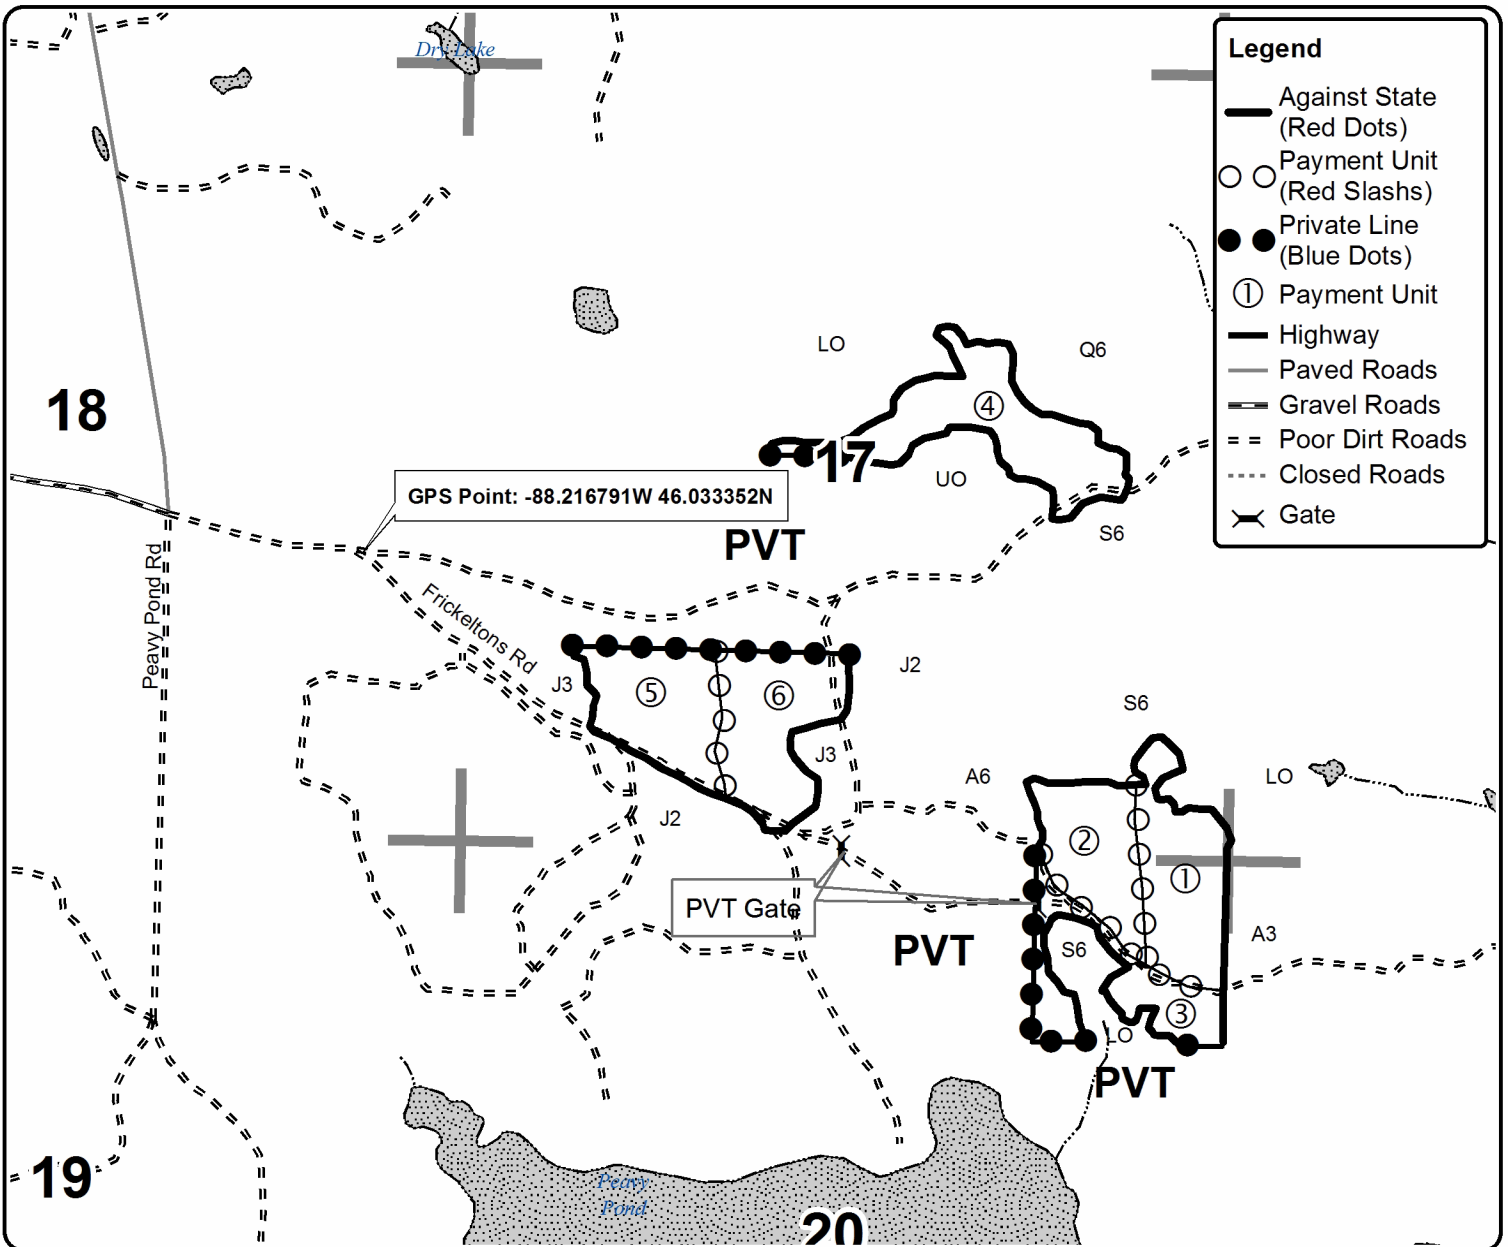 Dry Lake
Legend
Against State
(Red Dots)
Payment Unit
(Red Slashs)
Private Line
(Blue Dots)
① Payment Unit
Highway
Paved Roads
Gravel Roads
Poor Dirt Roads
Closed Roads
Gate
LO
Q6
18
④
17
UO
GPS Point: -88.216791W 46.033352N
S6
PVT
Peavy Pond Rd
Frickeltons Rd
J3
⑤
⑥
J2
S6
J3
A6
LO
J2
②
①
PVT Gate
PVT
S6
A3
③
LO
PVT
19
Peavy
Pond
20